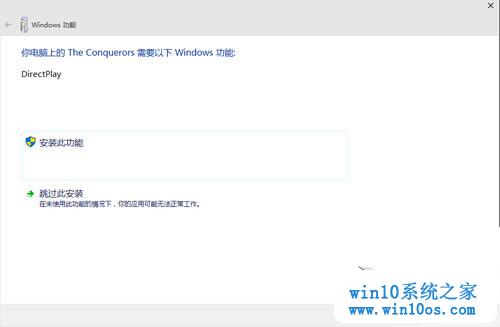 Windows 功能
你电脑上的 The Conquerors 需要以下 Windows 功能:
DirectPlay
安装此功能
跳过此安装
在未使用此功能的情况下，你的应用可能无法正常工作。
win10系统之家
www.win10os.com